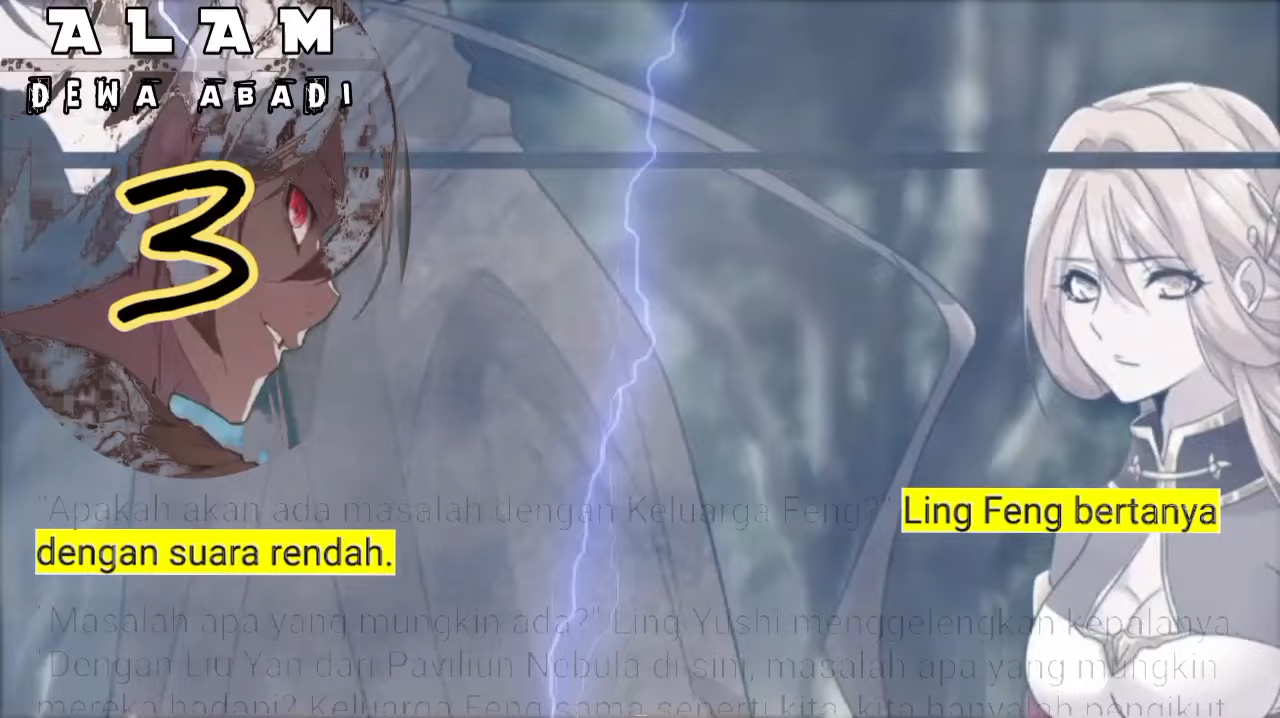 ALAM
DEWA ABADI
3
"Apakah akan ada masalah dengan Keluarga Feng?" Ling Feng bertanya
dengan suara rendah.
"Masalah apa yang mungkin ada?" Ling Yushi menggelengkan kepalanya.
"Dengan Liu Yan dari Paviliun Nebula di sini, masalah apa yang mungkin
mereka hadapi? Keluarga Feng sama seperti kita, kita hanyalah pengikut